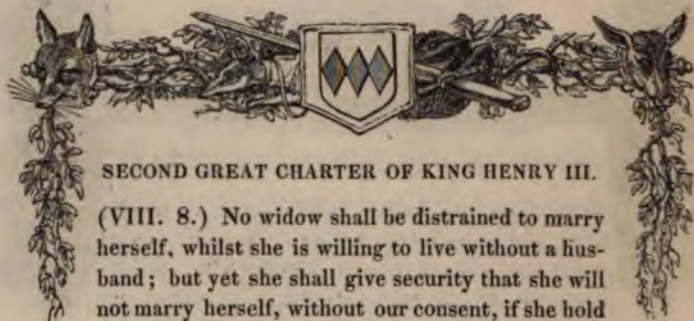 SECOND GREAT CHARTER OF KING HENRY III.
(VIII. 8.) No widow shall be distrained to marry
herself, whilst she is willing to live without a hus-
band; but yet she shall give security that she will
not marry herself, without our consent, if she hold